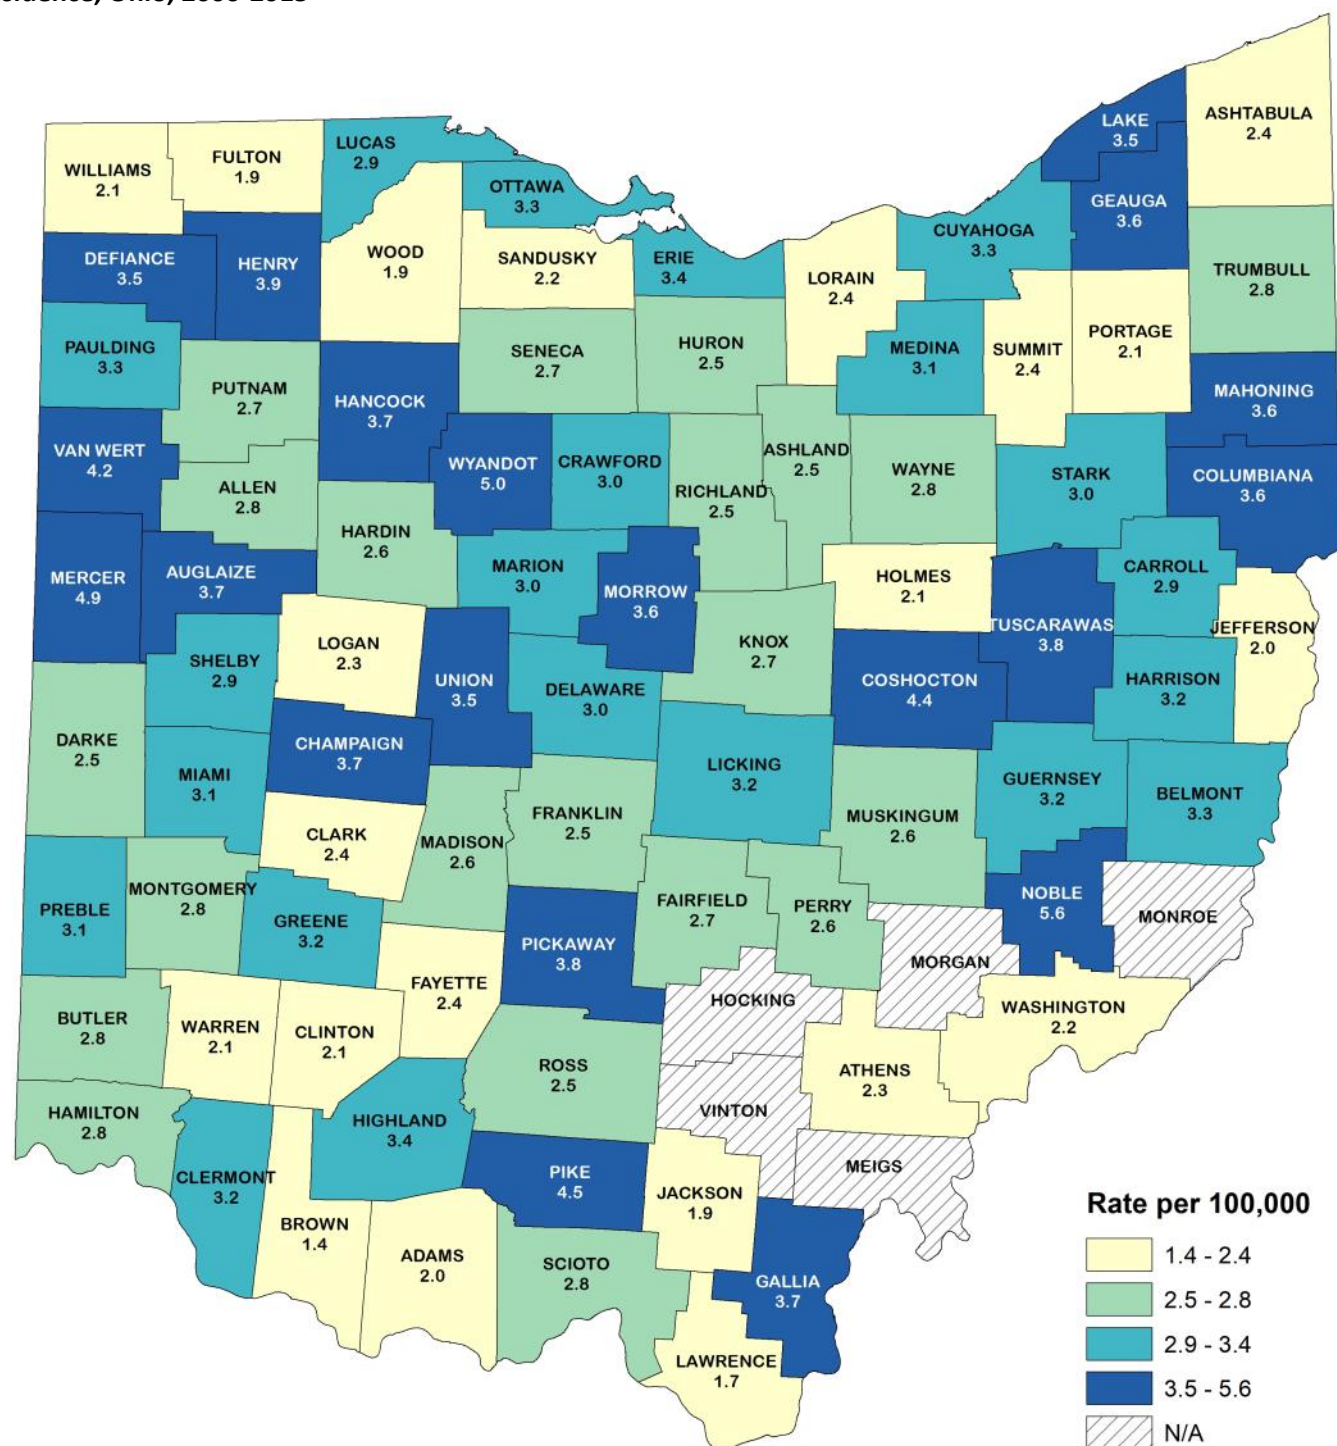 LAKE
3.5
ASHTABULA
2.4
LUCAS
2.9
FULTON
1.9
WILLIAMS
2.1
OTTAWA
3.3
GEAUGA
3.6
CUYAHOGA
3.3
DEFIANCE
3.5
HENRY
3.9
WOOD
1.9
SANDUSKY
2.2
ERIE
3.4
LORAIN
2.4
TRUMBULL
2.8
PAULDING
3.3
SENECA
2.7
HURON
2.5
MEDINA
3.1
SUMMIT
2.4
PORTAGE
2.1
PUTNAM
2.7
HANCOCK
3.7
MAHONING
3.6
VAN WERT
4.2
WYANDOT
5.0
CRAWFORD
3.0
ASHLAND
2.5
WAYNE
2.8
STARK
3.0
COLUMBIANA
3.6
ALLEN
2.8
RICHLAND
2.5
HARDIN
2.6
MERCER
4.9
AUGLAIZE
3.7
MARION
3.0
MORROW
3.6
HOLMES
2.1
CARROLL
2.9
TUSCARAWAS
3.8
JEFFERSON
2.0
LOGAN
2.3
KNOX
2.7
SHELBY
2.9
UNION
3.5
DELAWARE
3.0
COSHOCTON
4.4
HARRISON
3.2
DARKE
2.5
CHAMPAIGN
3.7
MIAMI
3.1
LICKING
3.2
GUERNSEY
3.2
BELMONT
3.3
FRANKLIN
2.5
MUSKINGUM
2.6
CLARK
2.4
MADISON
2.6
MONTGOMERY
2.8
PREBLE
3.1
GREENE
3.2
FAIRFIELD
2.7
PERRY
2.6
NOBLE
5.6
MONROE
PICKAWAY
3.8
MORGAN
FAYETTE
2.4
HOCKING
WASHINGTON
2.2
BUTLER
2.8
WARREN
2.1
CLINTON
2.1
ROSS
2.5
ATHENS
2.3
HAMILTON
2.8
HIGHLAND
3.4
VINTON
MEIGS
CLERMONT
3.2
PIKE
4.5
JACKSON
1.9
BROWN
1.4
ADAMS
2.0
SCIOTO
2.8
GALLIA
3.7
LAWRENCE
1.7
Rate per 100,000
1.4 - 2.4
2.5 - 2.8
2.9 - 3.4
3.5 - 5.6
N/A